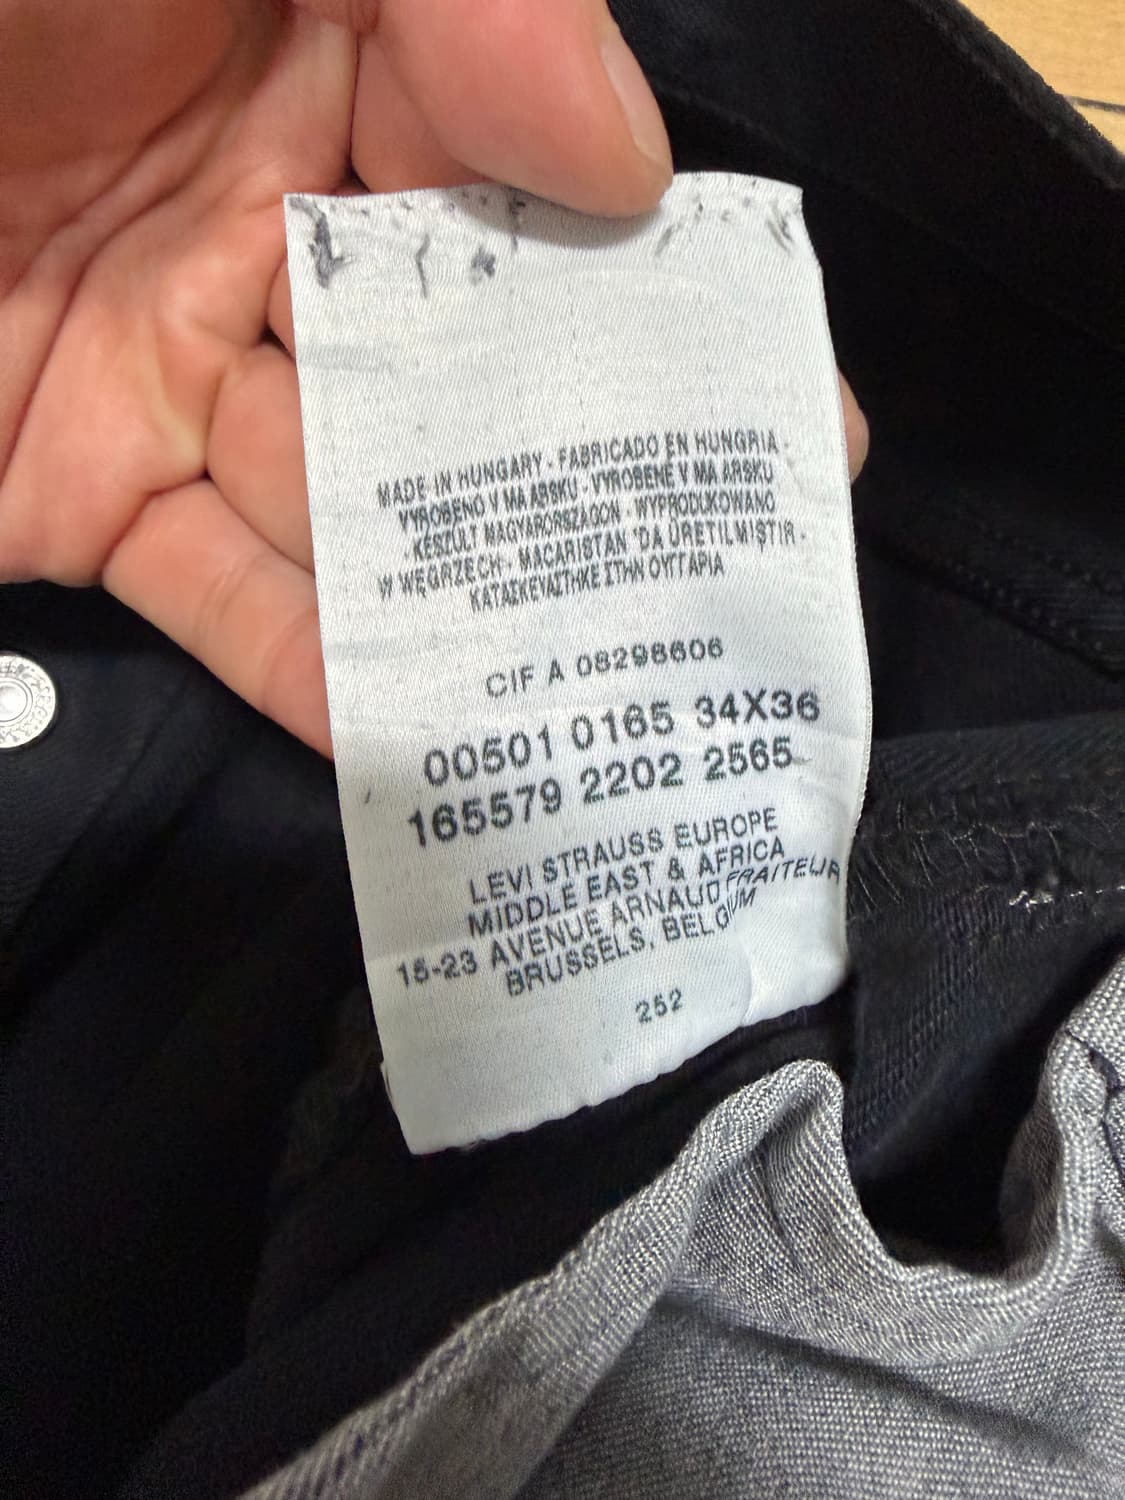 MADE IN HUNGARY - FABRICADO EN HUNGRIA -
VYROBENO V MA ARSKU - VYROBENÉ V MA ARSKU
- KÉSZÜLT MAGYARORSZÁGON - WYPRODUKOWANO
W WĘGRZECH - MACARISTAN 'DA ÜRETILMIŞTIR -
ΚΑΤΑΣΚΕΥΑΣΤΗΚΕ ΣΤΗΝ ΟΥΓΓΑΡΙΑ
CIF A 08298606
00501 0165 34X36
165579 2202 2565
LEVI STRAUSS EUROPE
MIDDLE EAST & AFRICA
15-23 AVENUE ARNAUD FRAITEUR
BRUSSELS, BELGIUM
252